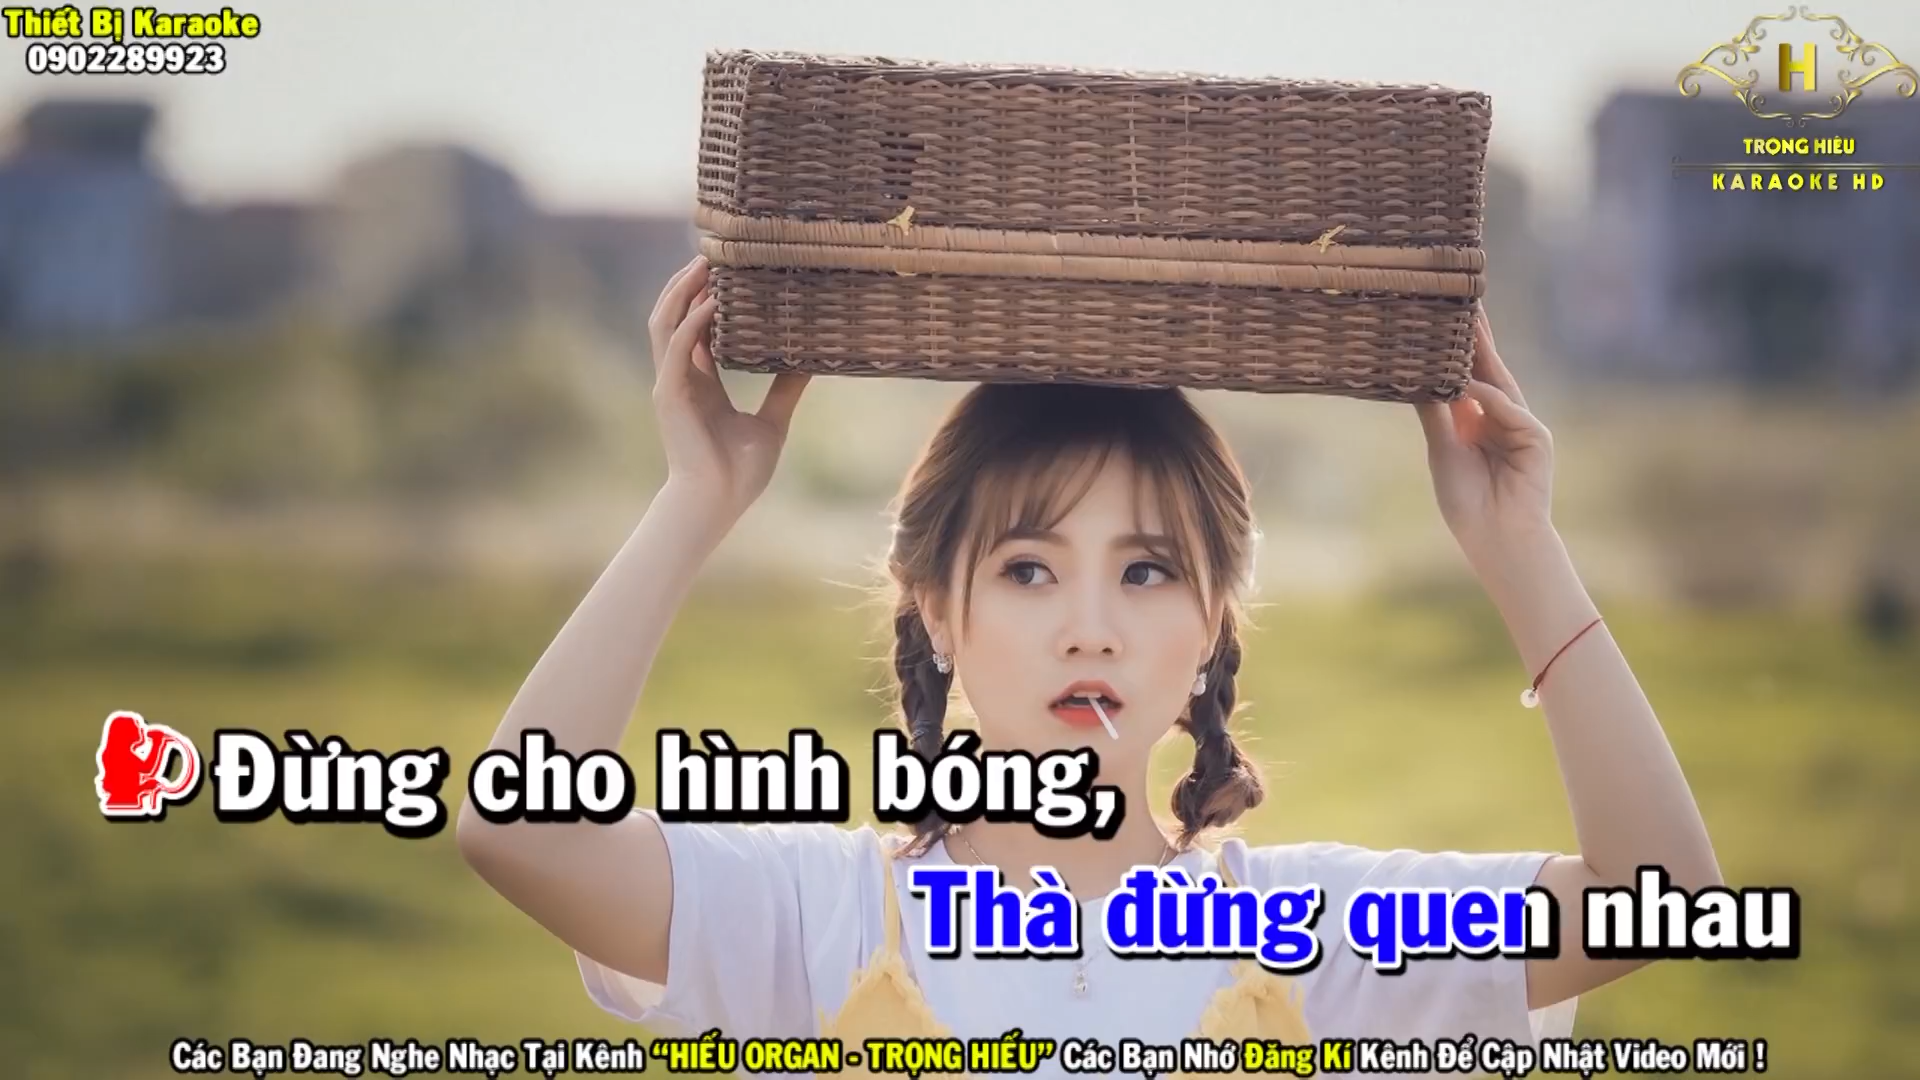 Thiết Bị Karaoke
0902289923
H
TRỌNG HIẾU
KARAOKE HD
Đừng cho hình bóng,
Thà đừng quen nhau
Các Bạn Đang Nghe Nhạc Tại Kênh “HIẾU ORGAN - TRỌNG HIẾU” Các Bạn Nhớ Đăng Kí Kênh Để Cập Nhật Video Mới !